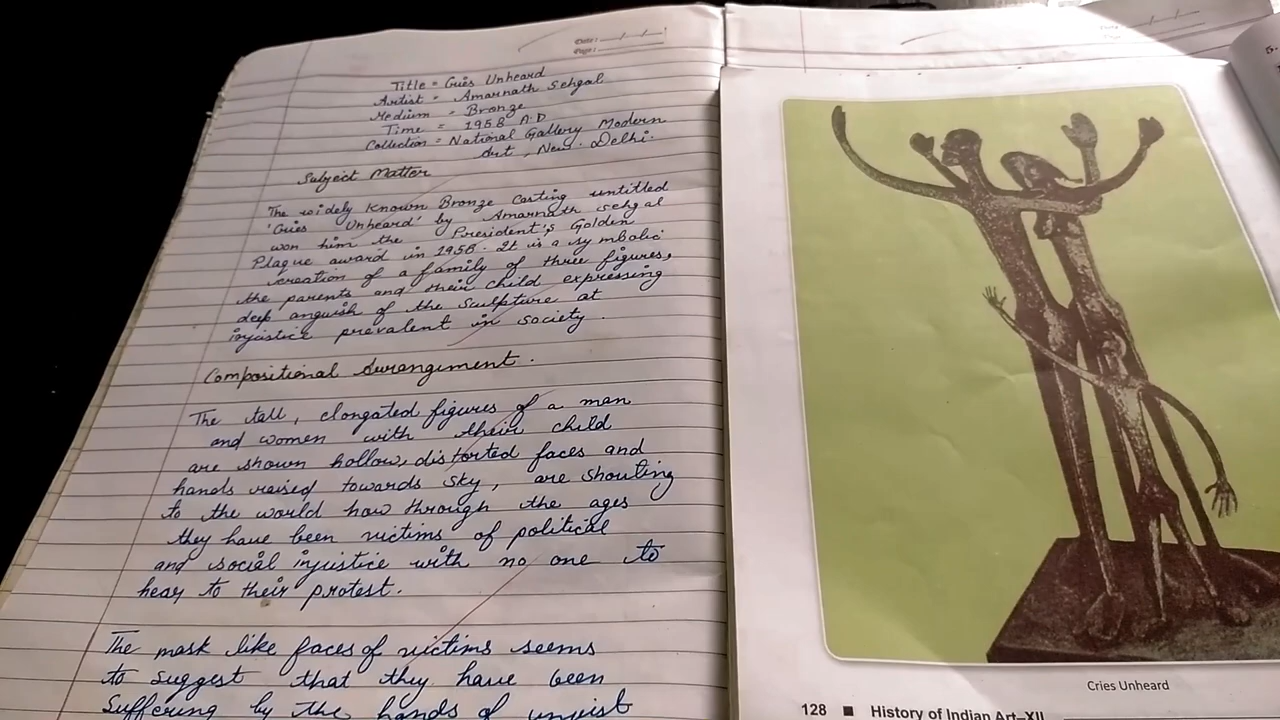 Date: __/__/__
Page: ______
Title = Cries Unheard
Artist = Amarnath Sehgal
Medium = Bronze
Time = 1958 A.D
Collection = National Gallery Modern
Art, New Delhi.
Subject Matter
The widely known Bronze Casting untitled
'Cries Unheard' by Amarnath Sehgal
won him the President's Golden
Plaque award in 1958. It is a symbolic
creation of a family of three figures,
the parents and their child expressing
deep anguish of the sculpture at
injustice prevalent in society.
Compositional Arrangement.
The tall, elongated figures of a man
and women with their child
are shown hollow, distorted faces and
hands raised towards sky, are shouting
to the world how through the ages
they have been victims of political
and social injustice with no one to
hear to their protest.
The mask like faces of victims seems
to suggest that they have been
Suffering by the hands of
Cries Unheard
128 ■ History of Indian Art–XII